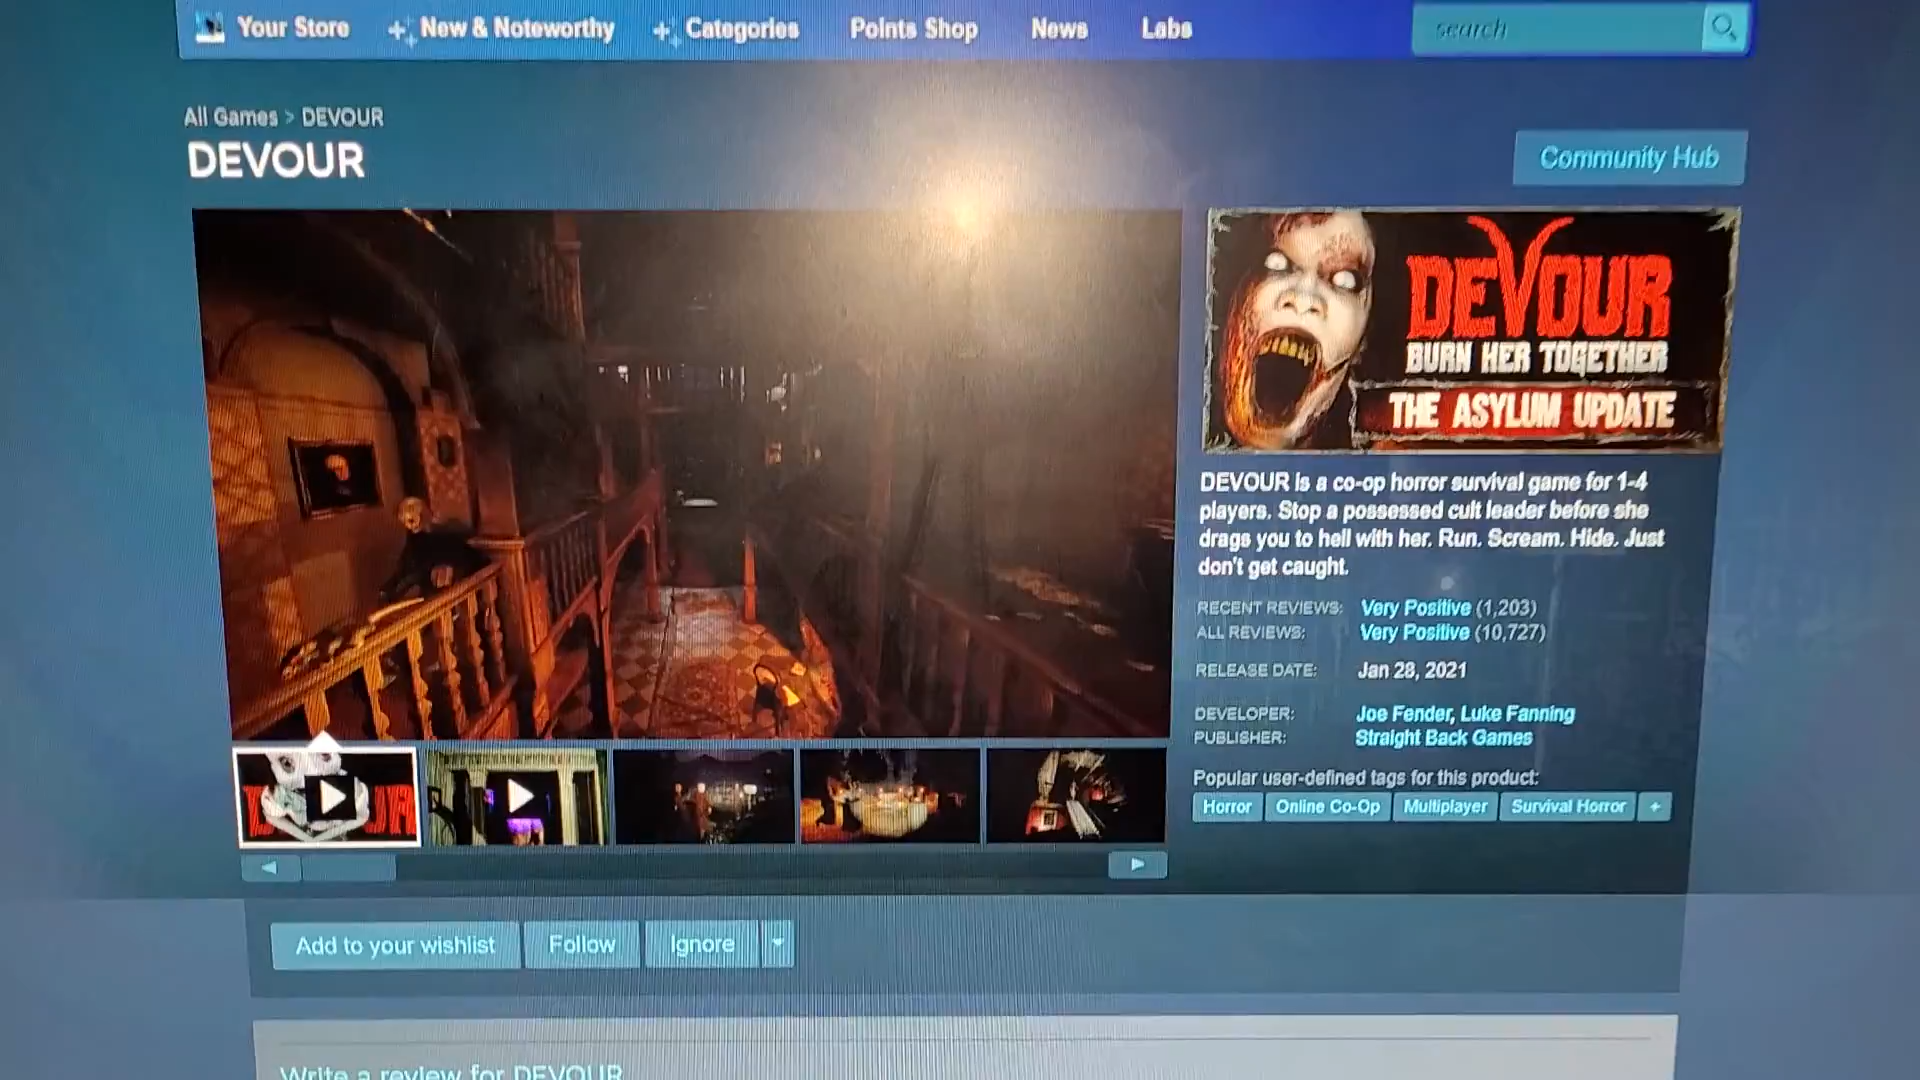 Your Store
New & Noteworthy
Categories
Points Shop
News
Labs
search
All Games > DEVOUR
DEVOUR
Community Hub
DEVOUR
BURN HER TOGETHER
THE ASYLUM UPDATE
DEVOUR is a co-op horror survival game for 1-4
players. Stop a possessed cult leader before she
drags you to hell with her. Run. Scream. Hide. Just
don't get caught.
RECENT REVIEWS: Very Positive (1,203)
ALL REVIEWS: Very Positive (10,727)
RELEASE DATE: Jan 28, 2021
DEVELOPER: Joe Fender, Luke Fanning
PUBLISHER: Straight Back Games
Popular user-defined tags for this product:
Horror
Online Co-Op
Multiplayer
Survival Horror
+
Add to your wishlist
Follow
Ignore
Write a review for DEVOUR